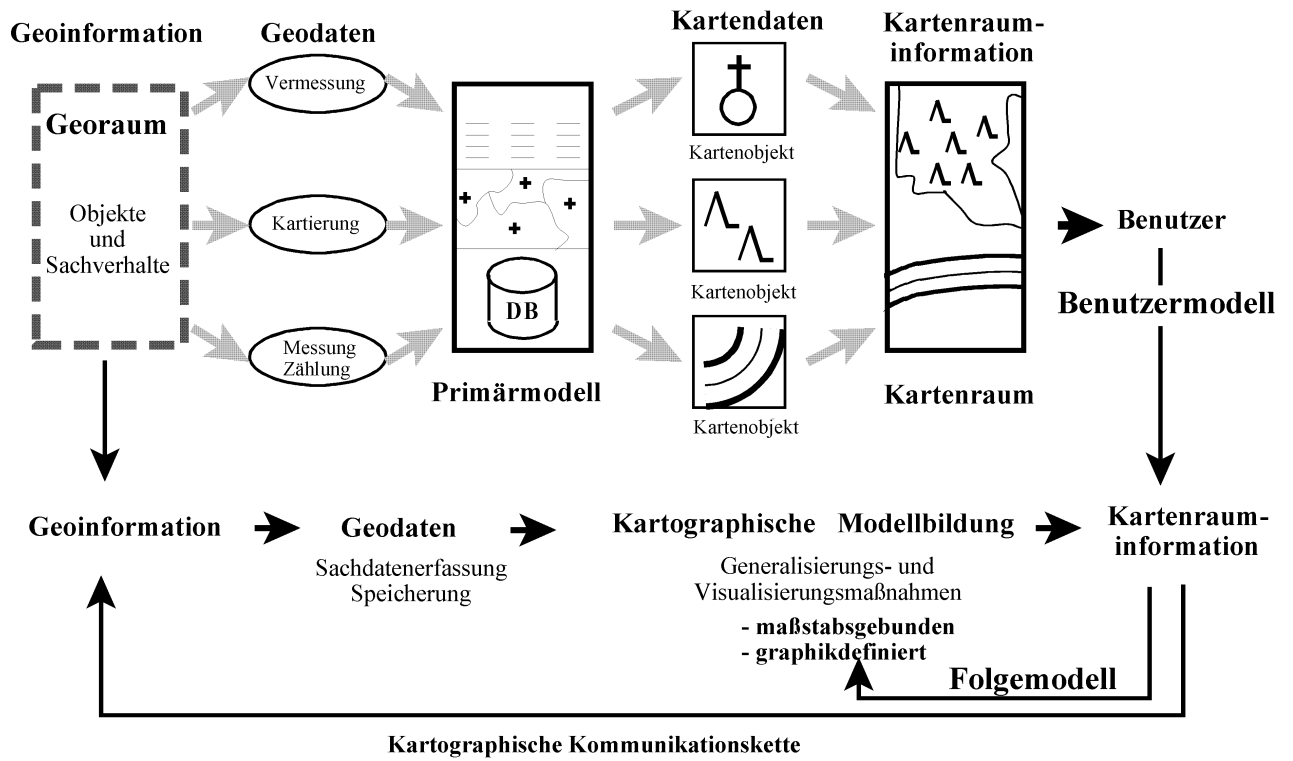 Geoinformation
Geodaten
Kartendaten
Kartenraum-
information
Georaum
Objekte
und
Sachverhalte
Vermessung
Kartierung
Messung
Zählung
DB
Primärmodell
Kartenobjekt
Kartenobjekt
Kartenobjekt
Kartenraum
Benutzer
Benutzermodell
Geoinformation
Geodaten
Sachdatenerfassung
Speicherung
Kartographische Modellbildung
Generalisierungs- und
Visualisierungsmaßnahmen
- maßstabsgebunden
- graphikdefiniert
Kartenraum-
information
Folgemodell
Kartographische Kommunikationskette